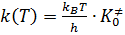 k(T) = \frac{k_B T}{h} \cdot K_0^{\neq}